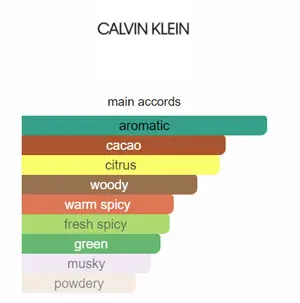 CALVIN KLEIN
main accords
aromatic
cacao
citrus
woody
warm spicy
fresh spicy
green
musky
powdery